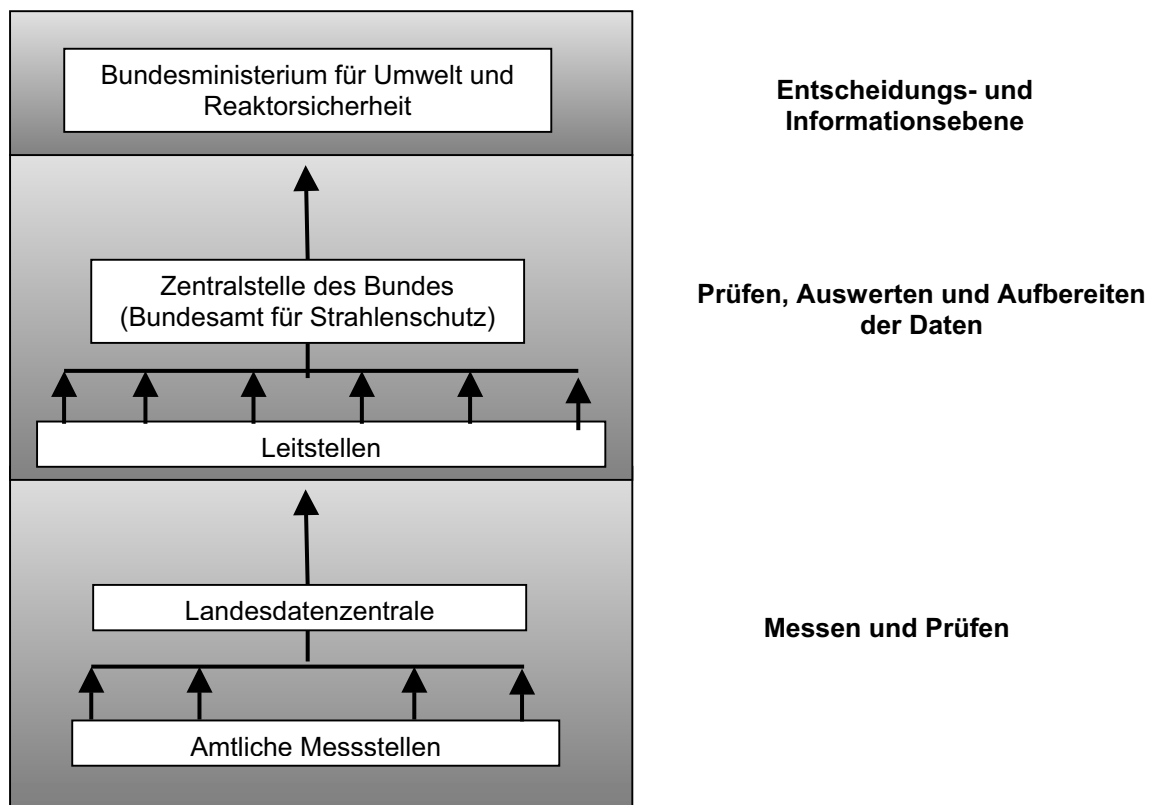 Bundesministerium für Umwelt und
Reaktorsicherheit
Entscheidungs- und
Informationsebene
Zentralstelle des Bundes
(Bundesamt für Strahlenschutz)
Prüfen, Auswerten und Aufbereiten
der Daten
Leitstellen
Landesdatenzentrale
Messen und Prüfen
Amtliche Messstellen